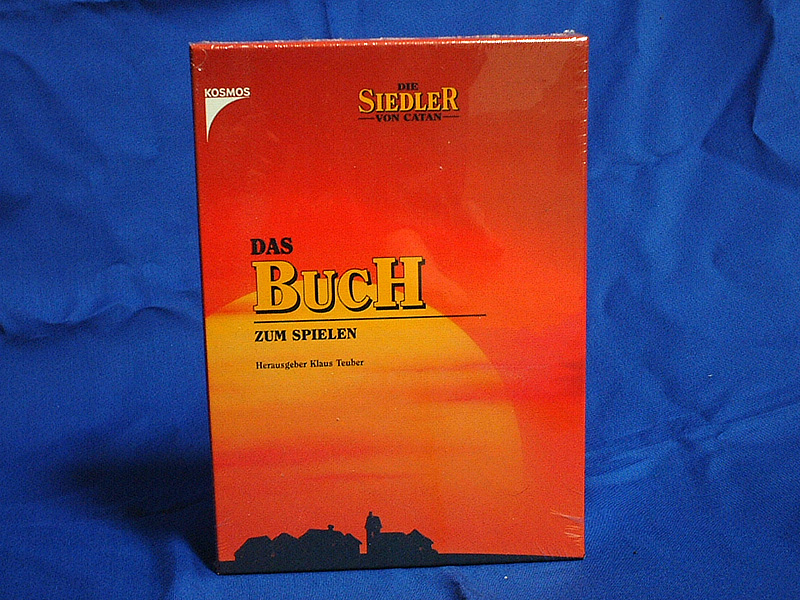 KOSMOS
DIE
SIEDLER
VON CATAN
DAS
BUCH
ZUM SPIELEN
Herausgeber Klaus Teuber